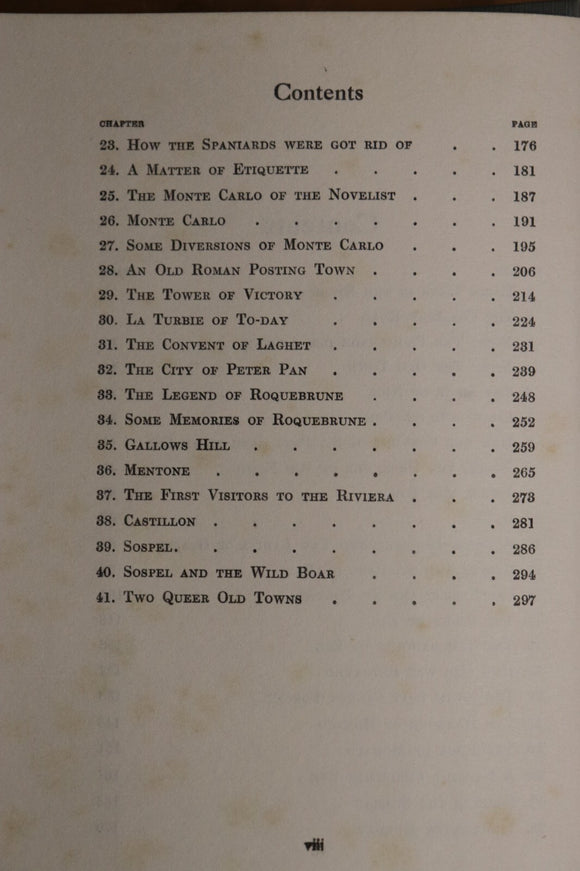 Contents
CHAPTER PAGE
23. How the Spaniards were got rid of . . 176
24. A Matter of Etiquette . . . . . 181
25. The Monte Carlo of the Novelist . . . 187
26. Monte Carlo . . . . . . . 191
27. Some Diversions of Monte Carlo . . . 195
28. An Old Roman Posting Town . . . . 206
29. The Tower of Victory . . . . . 214
30. La Turbie of To-day . . . . . 224
31. The Convent of Laghet . . . . . 231
32. The City of Peter Pan . . . . . 239
33. The Legend of Roquebrune . . . . 248
34. Some Memories of Roquebrune . . . . 252
35. Gallows Hill . . . . . . . 259
36. Mentone . . . . . . . . 265
37. The First Visitors to the Riviera . . . 273
38. Castillon . . . . . . . . 281
39. Sospel. . . . . . . . . 286
40. Sospel and the Wild Boar . . . . 294
41. Two Queer Old Towns . . . . . 297
viii